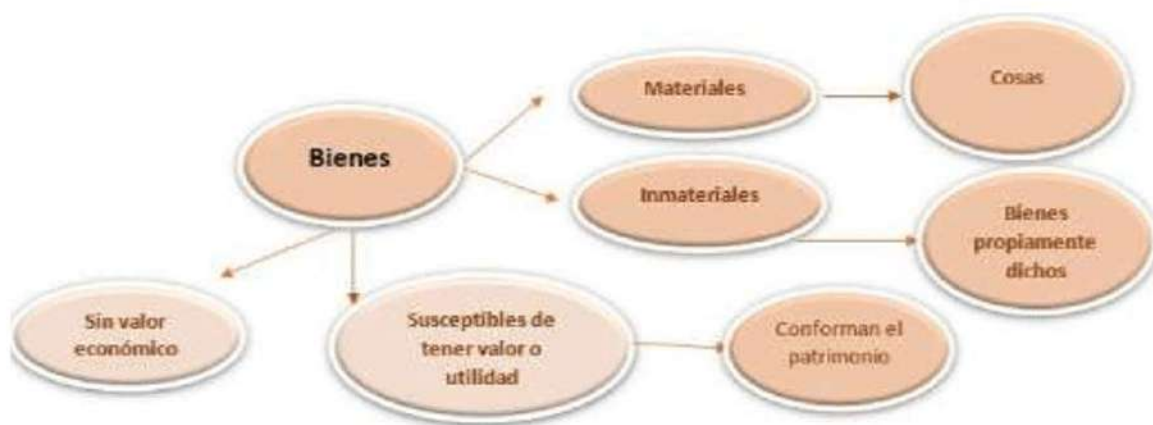 Materiales
Cosas
Bienes
Inmateriales
Bienes
propiamente
dichos
Sin valor
económico
Susceptibles de
tener valor o
utilidad
Conforman el
patrimonio